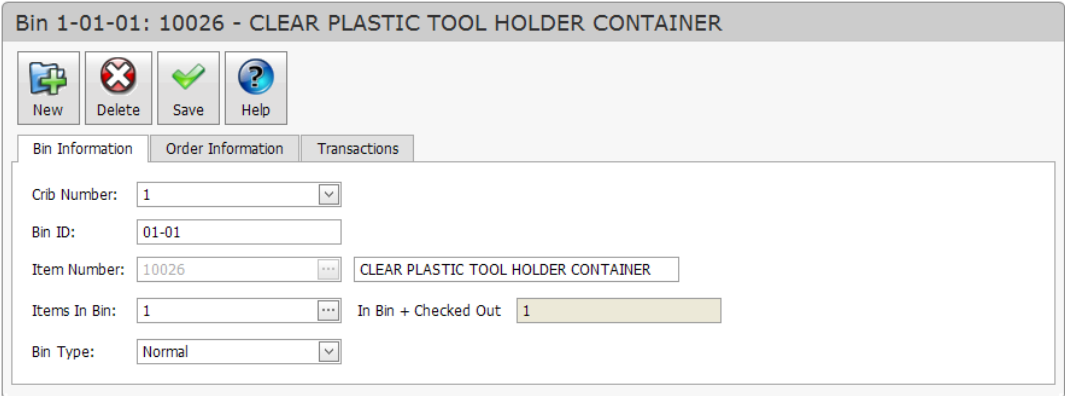 Bin 1-01-01: 10026 - CLEAR PLASTIC TOOL HOLDER CONTAINER
New Delete Save Help
Bin Information Order Information Transactions
Crib Number: 1
Bin ID: 01-01
Item Number: 10026 ... CLEAR PLASTIC TOOL HOLDER CONTAINER
Items In Bin: 1 ... In Bin + Checked Out 1
Bin Type: Normal